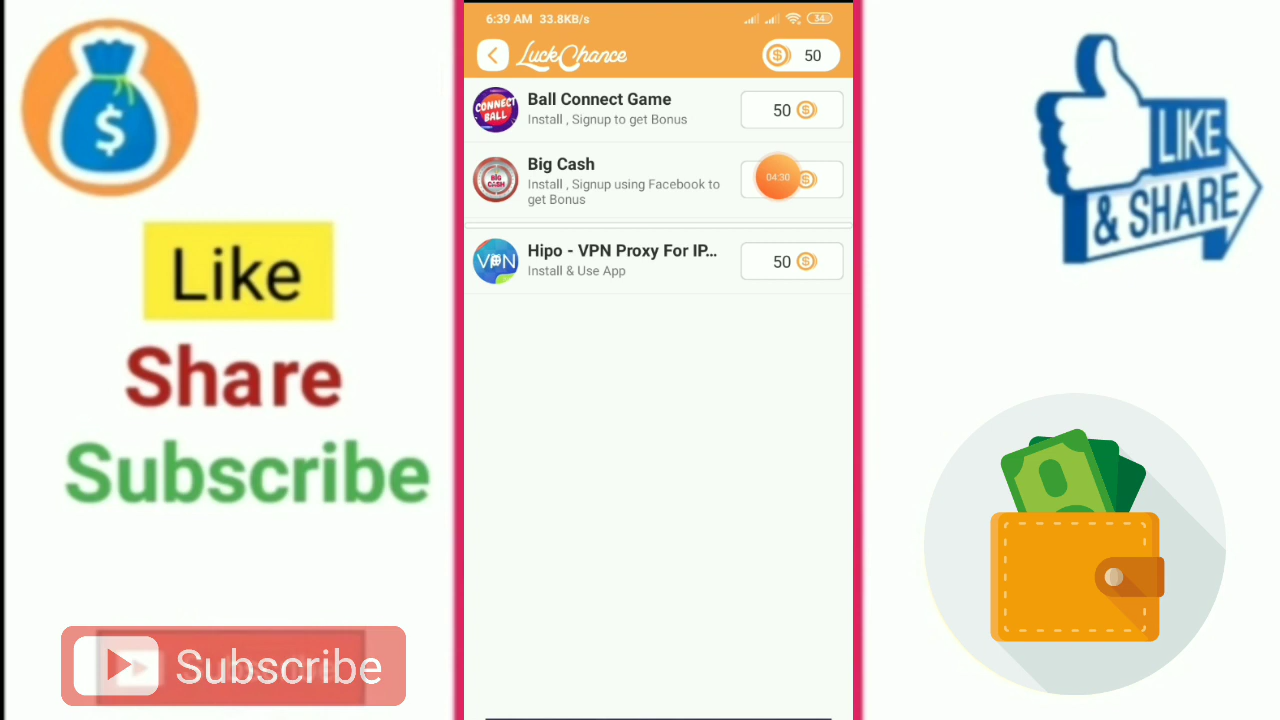 6:39 AM 33.8KB/s
34
LuckChance
50
CONNECT
BALL
Ball Connect Game
Install , Signup to get Bonus
50
BIG
CASH
Big Cash
Install , Signup using Facebook to
get Bonus
04:30
VPN
Hipo - VPN Proxy For IP...
Install & Use App
50
$
Like
Share
Subscribe
Subscribe
LIKE
& SHARE